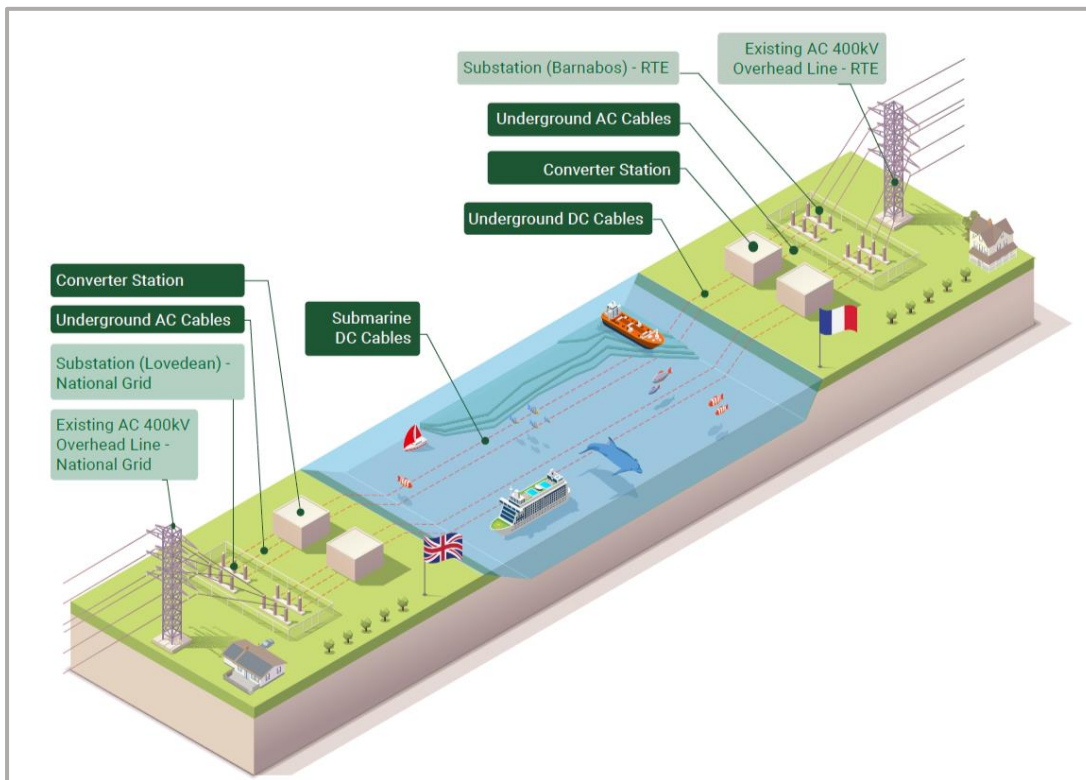 Existing AC 400kV
Overhead Line - RTE
Substation (Barnabos) - RTE
Underground AC Cables
Converter Station
Underground DC Cables
Submarine
DC Cables
Converter Station
Underground AC Cables
Substation (Lovedean) -
National Grid
Existing AC 400kV
Overhead Line -
National Grid